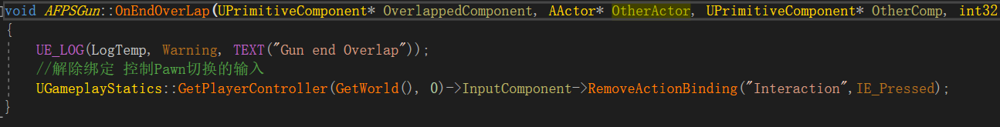 void AFPSGun::OnEndOverLap(UPrimitiveComponent* OverlappedComponent, AActor* OtherActor, UPrimitiveComponent* OtherComp, int32
{
UE_LOG(LogTemp, Warning, TEXT("Gun end Overlap"));
//解除绑定 控制Pawn切换的输入
UGameplayStatics::GetPlayerController(GetWorld(), 0)->InputComponent->RemoveActionBinding("Interaction",IE_Pressed);
}